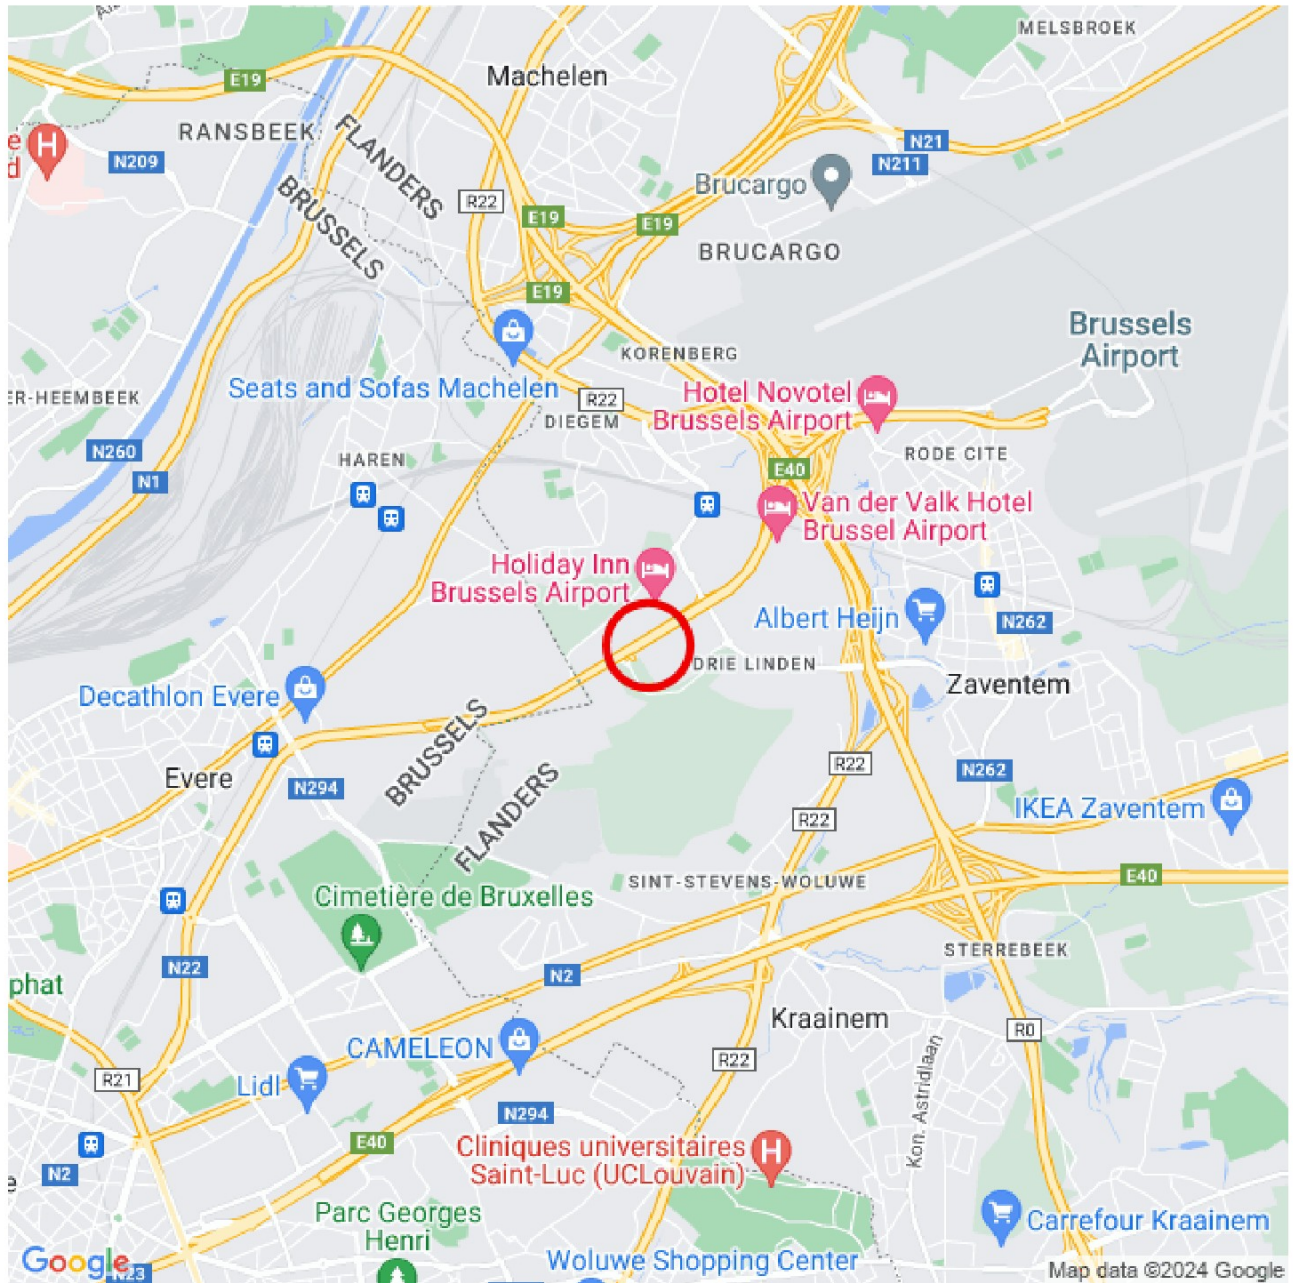 MELSBROEK
Machelen
E19
RANSBEEK
FLANDERS
BRUSSELS
N209
H
N21
N211
R22
Brucargo
E19
E19
BRUCARGO
E19
Brussels
Airport
KORENBERG
Seats and Sofas Machelen
R22
Hotel Novotel
Brussels Airport
ER-HEEMBEEK
DIEGEM
N260
N1
HAREN
RODE CITE
E40
Van der Valk Hotel
Brussel Airport
Holiday Inn
Brussels Airport
Albert Heijn
N262
DRIE LINDEN
Zaventem
Decathlon Evere
BRUSSELS
FLANDERS
Evere
N294
R22
N262
R22
IKEA Zaventem
SINT-STEVENS-WOLUWE
E40
Cimetière de Bruxelles
STERREBEEK
N22
N2
phat
Kraainem
R0
CAMELEON
R22
R21
Lidl
Kon. Astridlaan
N294
E40
Cliniques universitaires
Saint-Luc (UCLouvain)
H
N2
Parc Georges
Henri
Carrefour Kraainem
Woluwe Shopping Center
Google
N23
Map data ©2024 Google